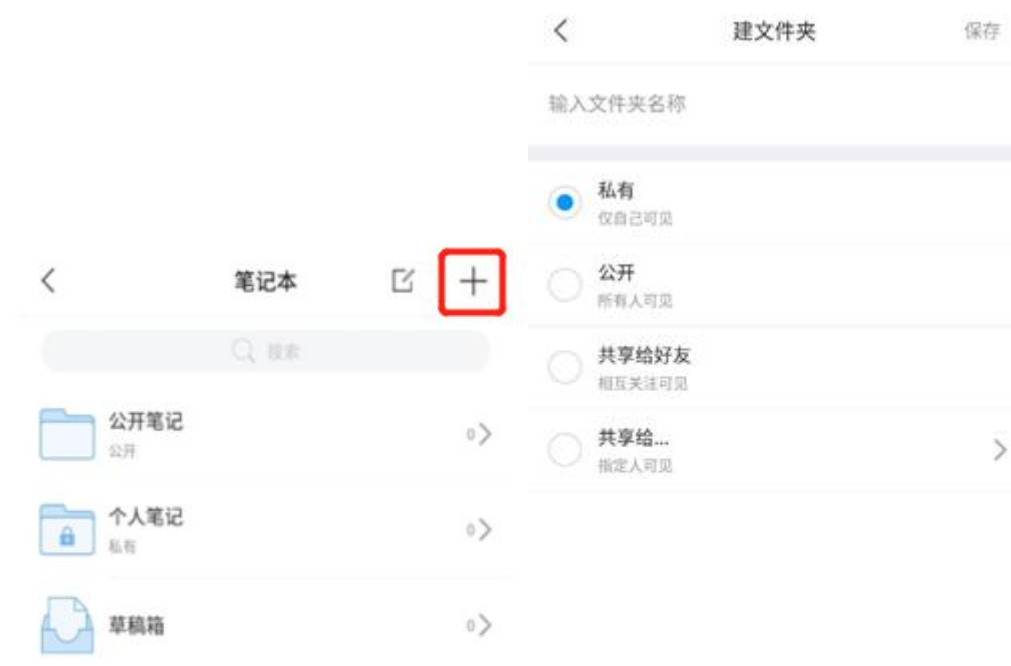 笔记本
搜索
公开笔记
公开
0
个人笔记
私有
0
草稿箱
0
建文件夹
保存
输入文件夹名称
私有
仅自己可见
公开
所有人可见
共享给好友
相互关注可见
共享给...
指定人可见